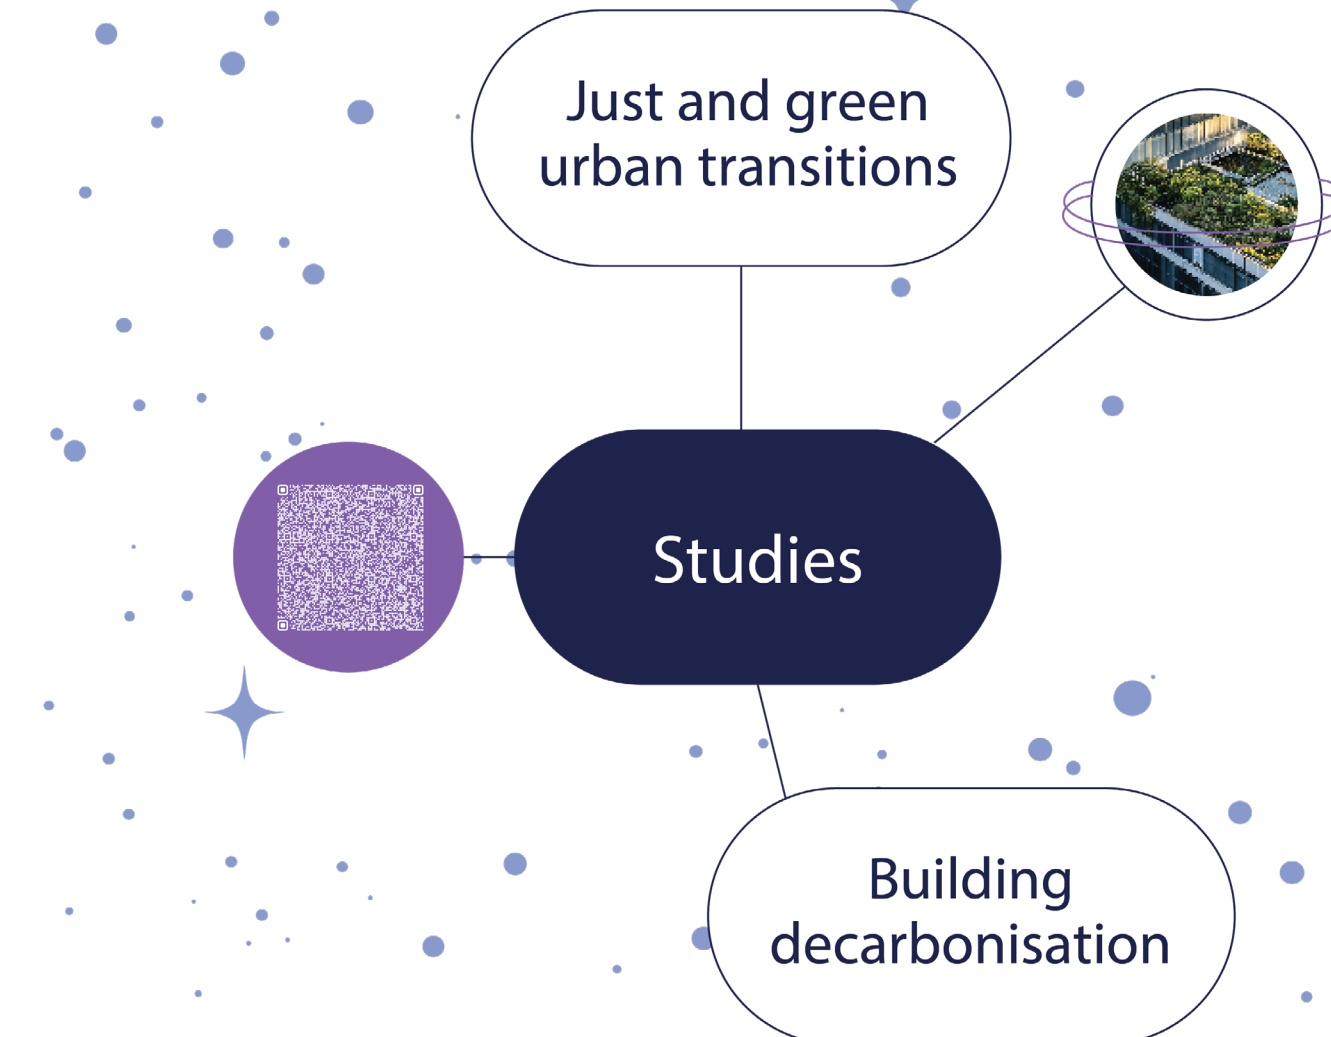 Just and green
urban transitions
Studies
Building
decarbonisation